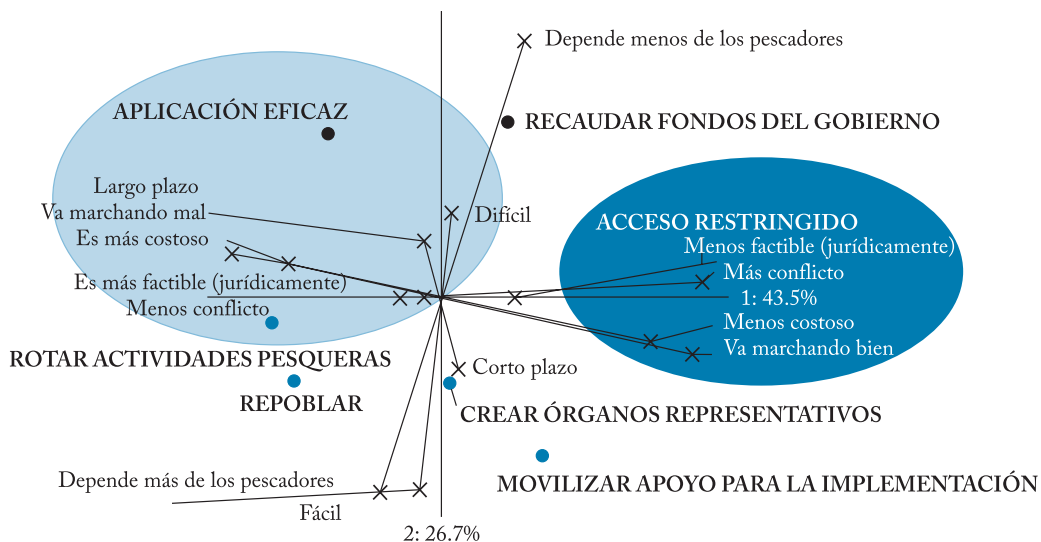 Depende menos de los pescadores
APLICACIÓN EFICAZ
RECAUDAR FONDOS DEL GOBIERNO
Largo plazo
Va marchando mal
Difícil
Es más costoso
ACCESO RESTRINGIDO
Menos factible (jurídicamente)
Más conflicto
Es más factible (jurídicamente)
1: 43.5%
Menos conflicto
Menos costoso
Va marchando bien
ROTAR ACTIVIDADES PESQUERAS
Corto plazo
REPOBLAR
CREAR ÓRGANOS REPRESENTATIVOS
Depende más de los pescadores
MOVILIZAR APOYO PARA LA IMPLEMENTACIÓN
Fácil
2: 26.7%